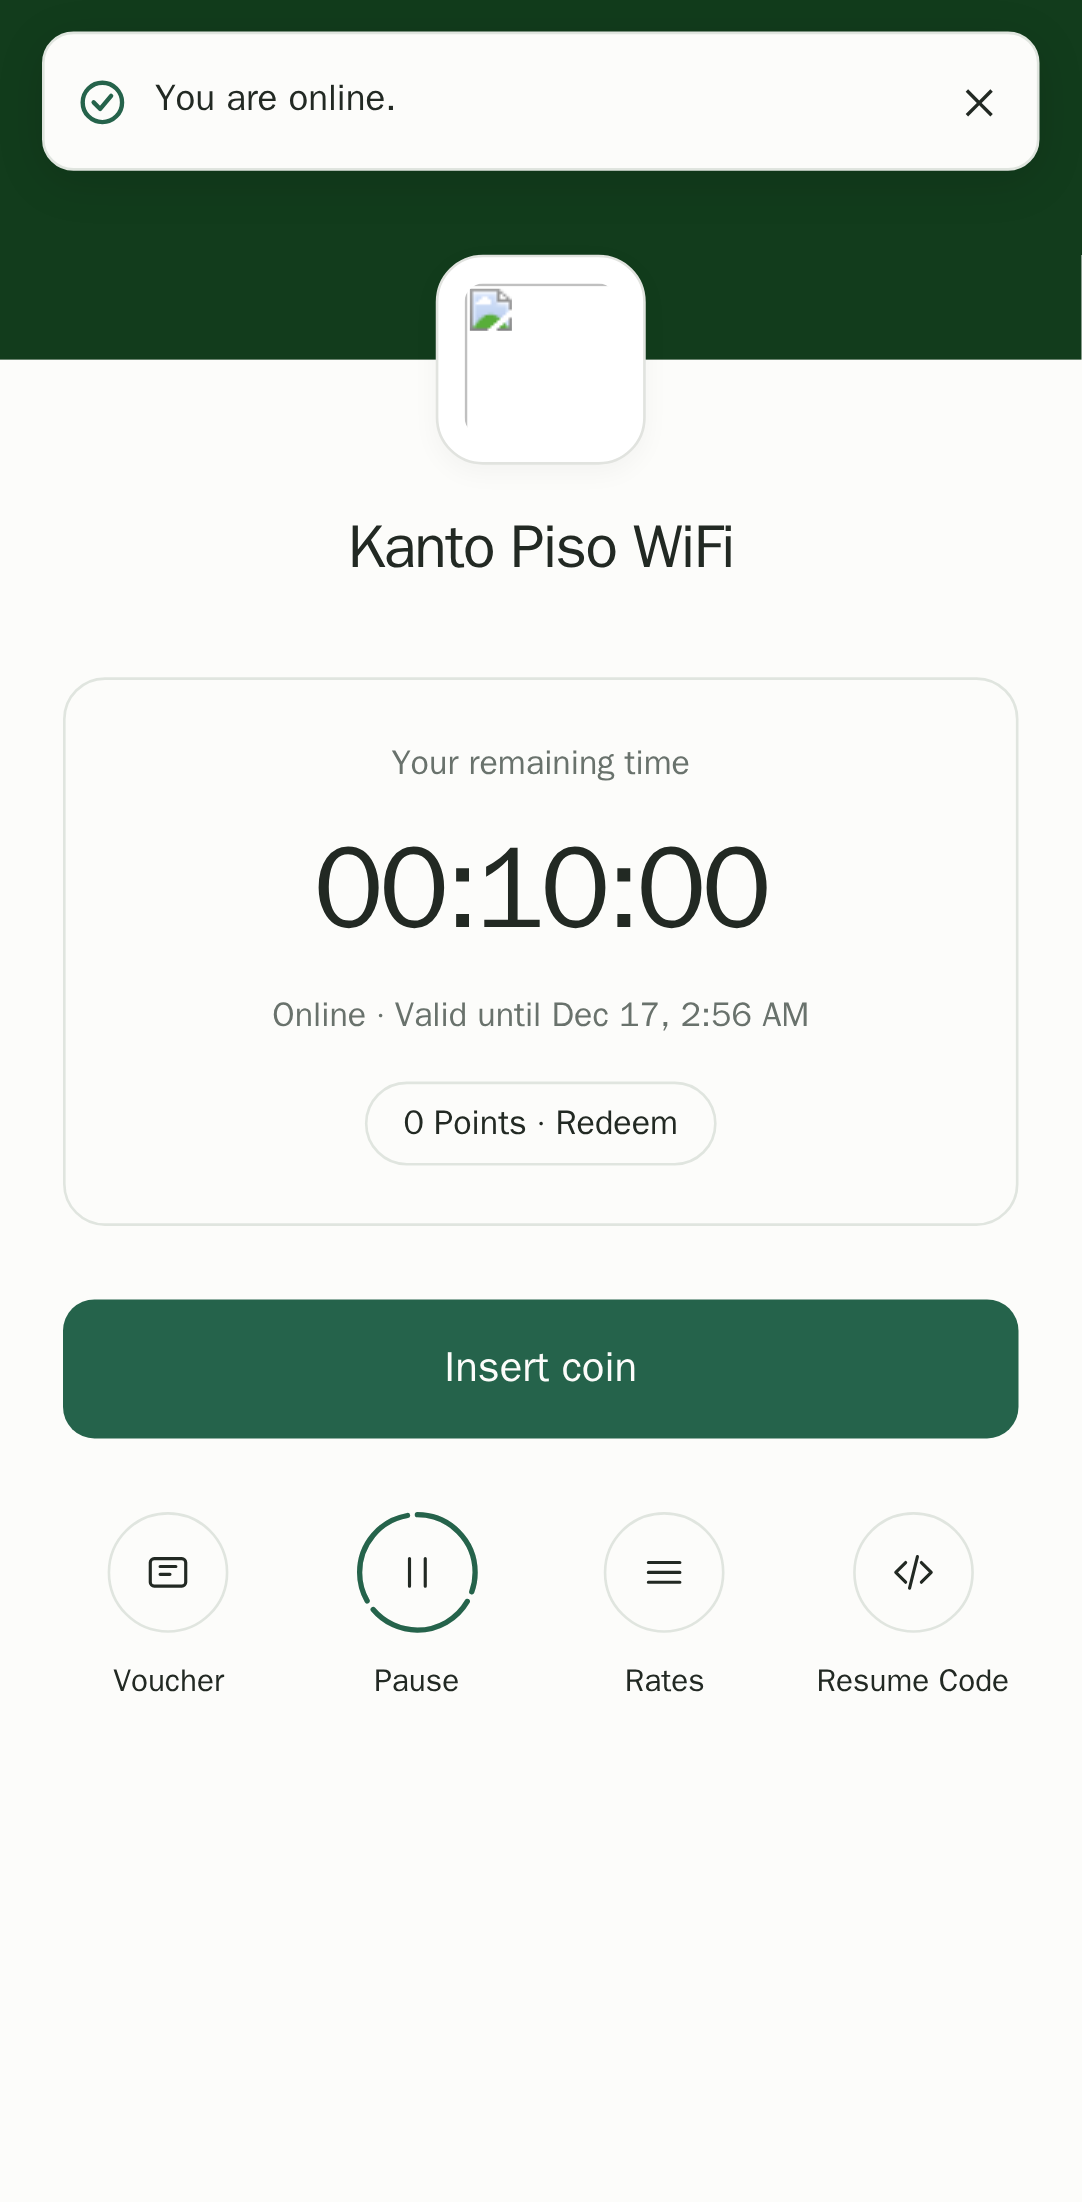 You are online.
Kanto Piso WiFi
Your remaining time
00:10:00
Online · Valid until Dec 17, 2:56 AM
0 Points · Redeem
Insert coin
Voucher
Pause
Rates
Resume Code